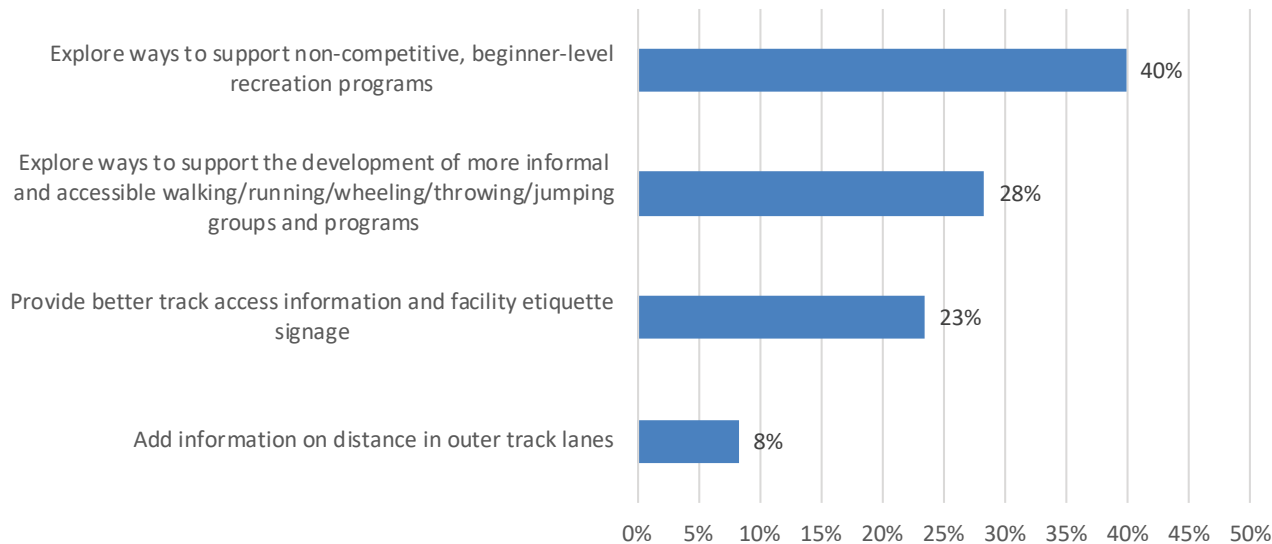 Explore ways to support non-competitive, beginner-level
recreation programs
40%
Explore ways to support the development of more informal
and accessible walking/running/wheeling/throwing/jumping
groups and programs
28%
Provide better track access information and facility etiquette
signage
23%
Add information on distance in outer track lanes
8%
0% 5% 10% 15% 20% 25% 30% 35% 40% 45% 50%